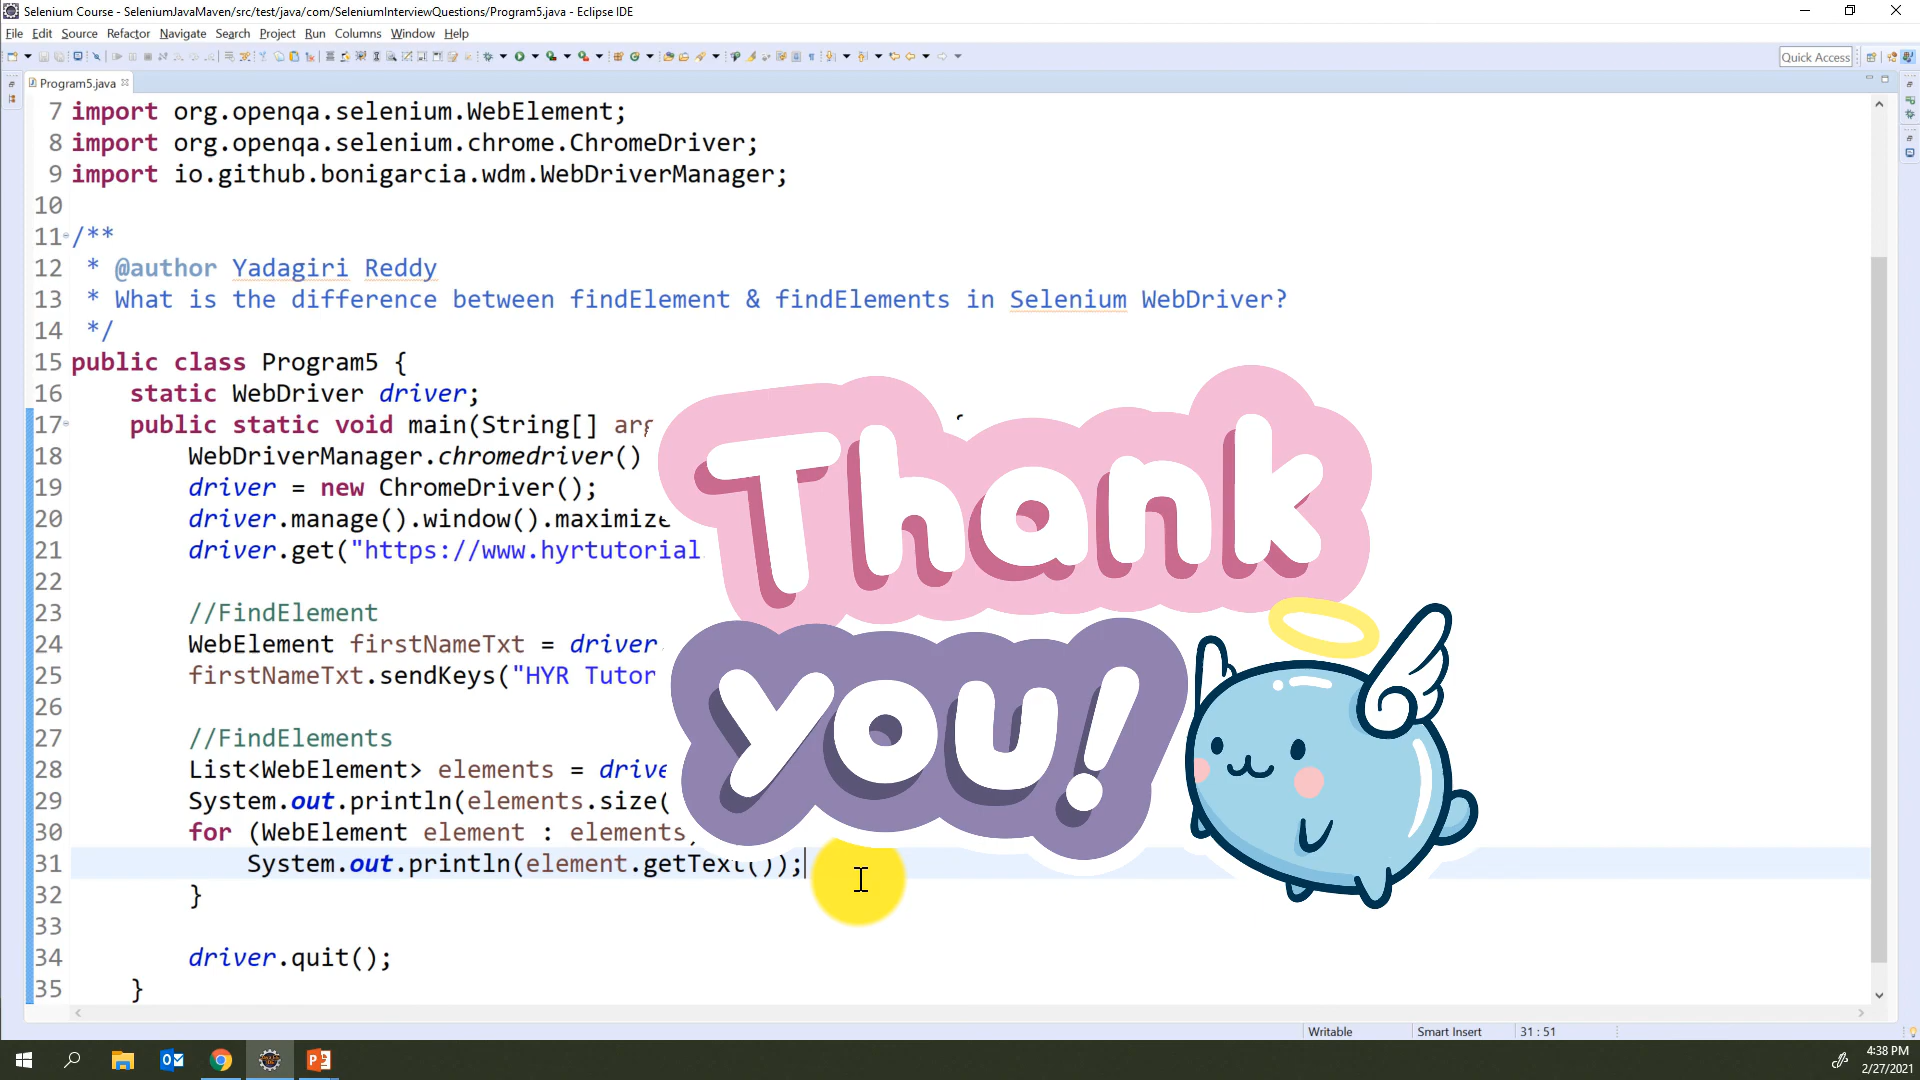 Selenium Course - SeleniumJavaMaven/src/test/java/com/SeleniumInterviewQuestions/Program5.java - Eclipse IDE
File Edit Source Refactor Navigate Search Project Run Columns Window Help
Quick Access
Program5.java
7 import org.openqa.selenium.WebElement;
8 import org.openqa.selenium.chrome.ChromeDriver;
9 import io.github.bonigarcia.wdm.WebDriverManager;
10
11 /**
12 * @author Yadagiri Reddy
13 * What is the difference between findElement & findElements in Selenium WebDriver?
14 */
15 public class Program5 {
16 static WebDriver driver;
17 public static void main(String[] arg {
18 WebDriverManager.chromedriver()
19 driver = new ChromeDriver();
20 driver.manage().window().maximize
21 driver.get("https://www.hyrtutorial
22
23 //FindElement
24 WebElement firstNameTxt = driver
25 firstNameTxt.sendKeys("HYR Tutor
26
27 //FindElements
28 List<WebElement> elements = drive
29 System.out.println(elements.size(
30 for (WebElement element : elements
31 System.out.println(element.getText());
32 }
33
34 driver.quit();
35 }
Thank
you!
Writable Smart Insert 31 : 51
4:38 PM
2/27/2021